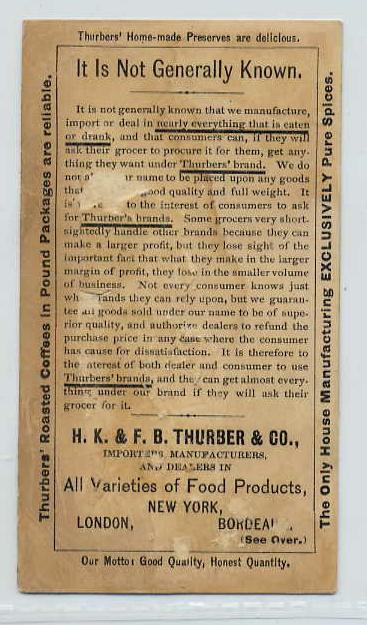 Thurbers' Home-made Preserves are delicious.
Thurbers' Roasted Coffees in Pound Packages are reliable.
It Is Not Generally Known.
It is not generally known that we manufacture,
import or deal in nearly everything that is eaten
or drank, and that consumers can, if they will
ask their grocer to procure it for them, get any-
thing they want under Thurbers' brand. We do
name to be placed upon any goods
good quality and full weight. It
to the interest of consumers to ask
for Thurber's brands. Some grocers very short-
sightedly handle other brands because they can
make a larger profit, but they lose sight of the
important fact that what they make in the larger
margin of profit, they lose in the smaller volume
of business. Not every consumer knows just
they can rely upon, but we guaran-
tee all goods sold under our name to be of supe-
rior quality, and authorize dealers to refund the
purchase price in any case where the consumer
has cause for dissatisfaction. It is therefore to
the interest of both dealer and consumer to use
Thurbers' brands, and they can get almost every-
thing under our brand if they will ask their
grocer for it.
H. K. & F. B. THURBER & CO.,
IMPORTERS, MANUFACTURERS,
AND DEALERS IN
All Varieties of Food Products,
NEW YORK,
LONDON,
(See Over.)
The Only House Manufacturing EXCLUSIVELY Pure Spices.
Our Motto: Good Quality, Honest Quantity.